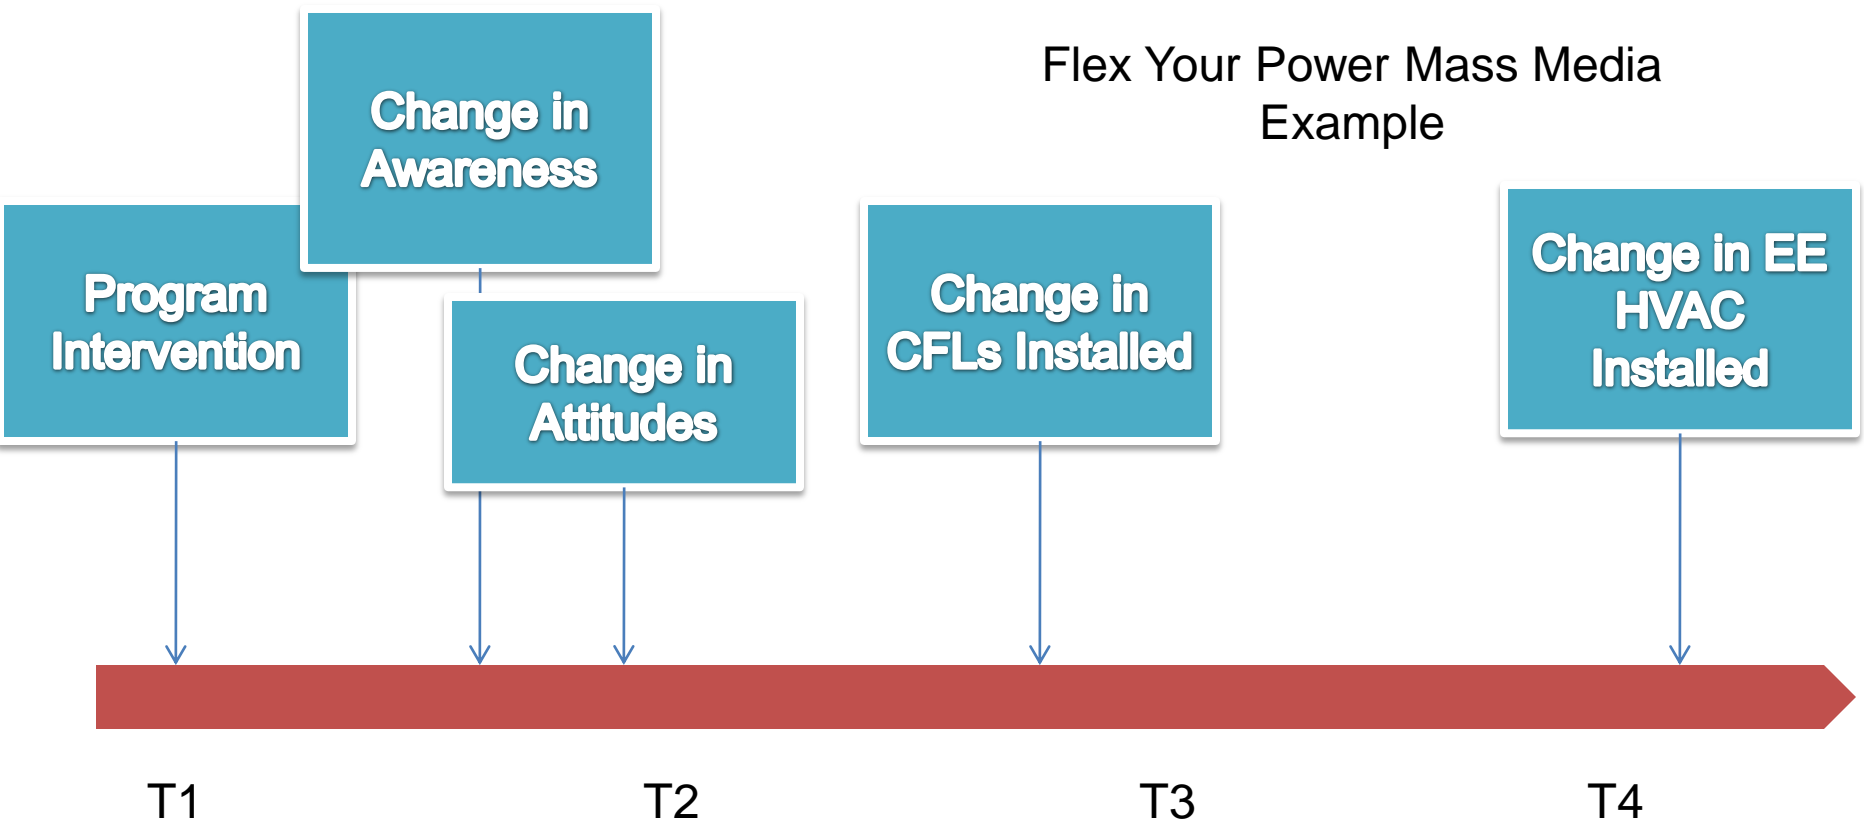 Flex Your Power Mass Media
Example
Change in
Awareness
Program
Intervention
Change in
Attitudes
Change in
CFLs Installed
Change in EE
HVAC
Installed
T1
T2
T3
T4